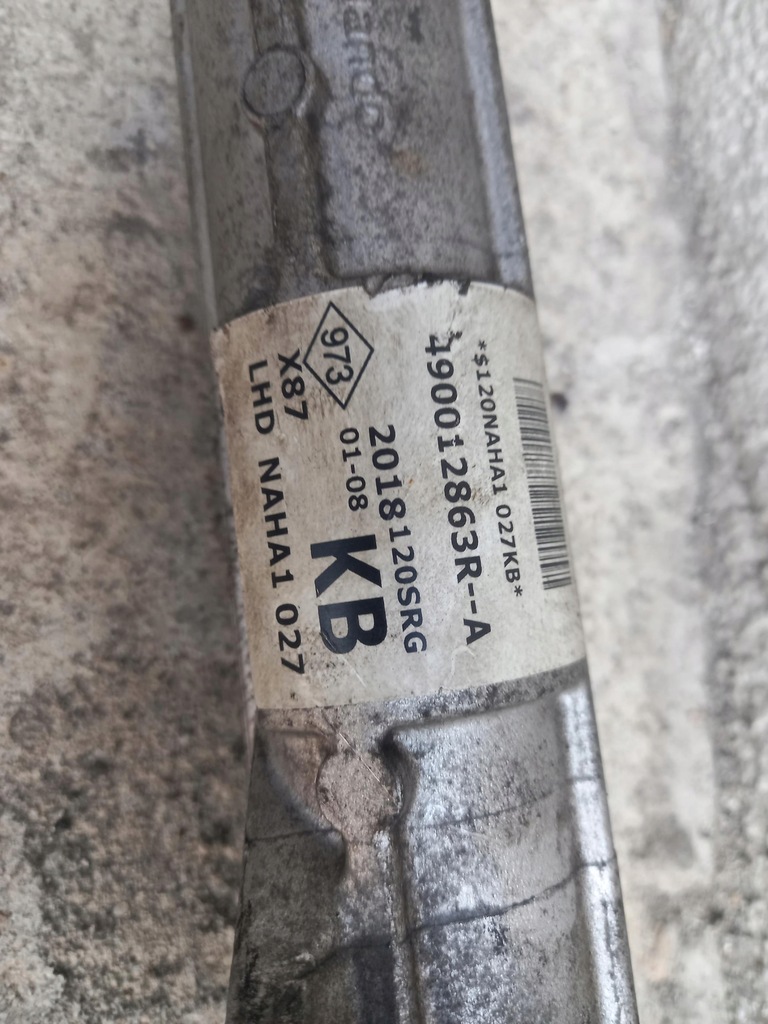 *$120NAHA1 027KB*
490012863R--A
2018120SRG
01-08
KB
973
X87
LHD NAHA1 027